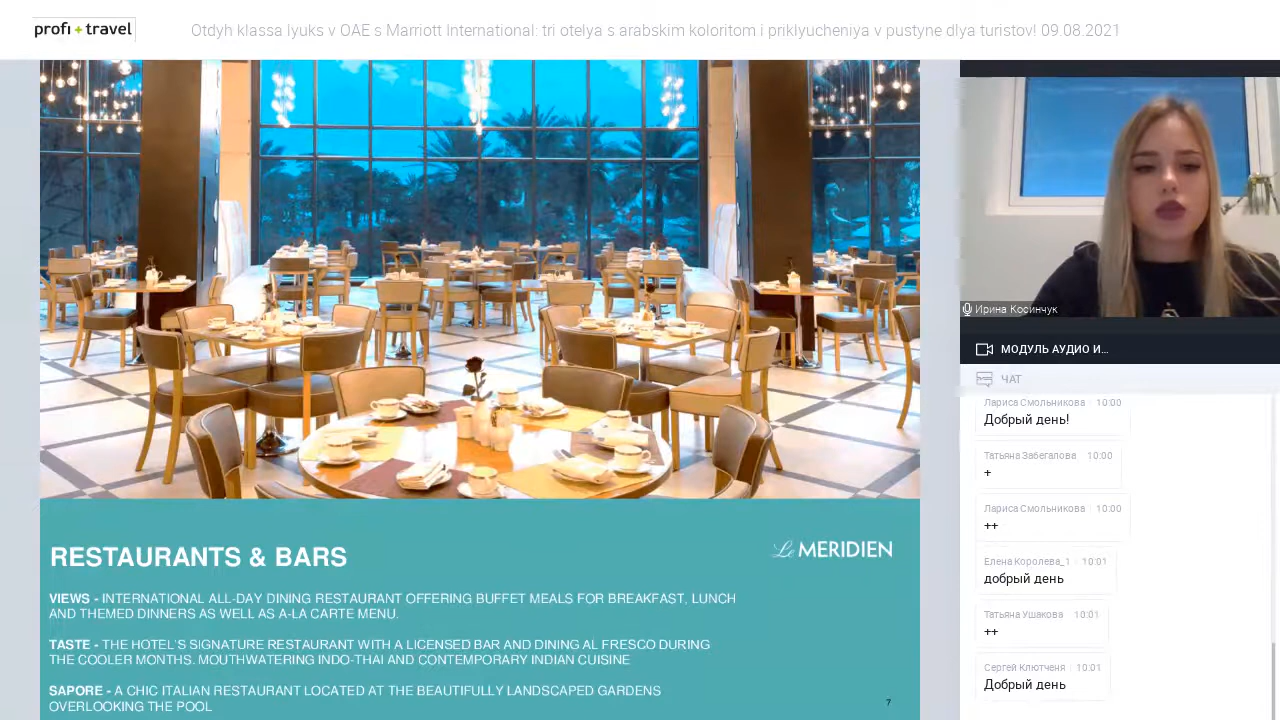 profi+travel
Otdyh klassa lyuks v OAE s Marriott International: tri otelya s arabskim koloritom i priklyucheniya v pustyne dlya turistov! 09.08.2021
RESTAURANTS & BARS
Le MERIDIEN
VIEWS - INTERNATIONAL ALL-DAY DINING RESTAURANT OFFERING BUFFET MEALS FOR BREAKFAST, LUNCH
AND THEMED DINNERS AS WELL AS A-LA CARTE MENU.
TASTE - THE HOTEL'S SIGNATURE RESTAURANT WITH A LICENSED BAR AND DINING AL FRESCO DURING
THE COOLER MONTHS. MOUTHWATERING INDO-THAI AND CONTEMPORARY INDIAN CUISINE
SAPORE - A CHIC ITALIAN RESTAURANT LOCATED AT THE BEAUTIFULLY LANDSCAPED GARDENS
OVERLOOKING THE POOL
7
Ирина Косинчук
МОДУЛЬ АУДИО И...
ЧАТ
Лариса Смольникова 10:00
Добрый день!
Татьяна Забегалова 10:00
+
Лариса Смольникова 10:00
++
Елена Королева_1 10:01
добрый день
Татьяна Ушакова 10:01
++
Сергей Клютченя 10:01
Добрый день